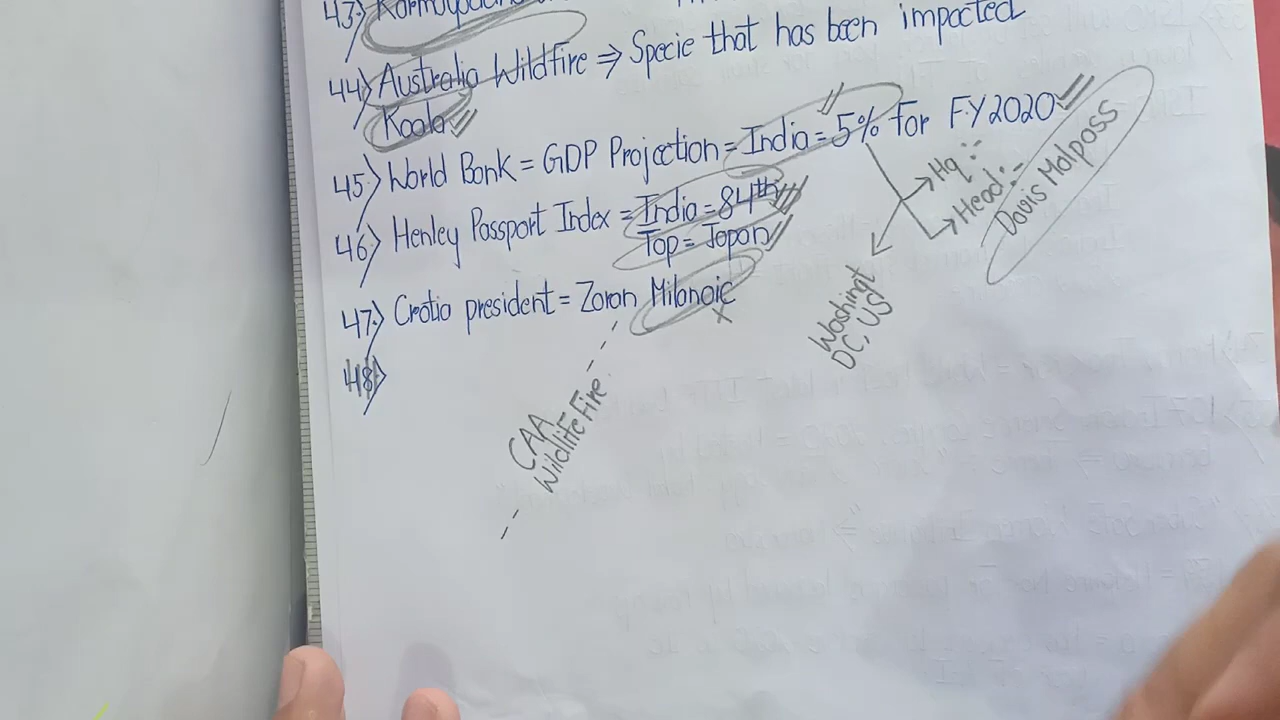 43)
44) Australia Wildfire ⇒ Specie that has been impacted
Koala
45) World Bank = GDP Projection = India = 5% for F.Y 2020
46) Henley Passport Index = India = 84th
Top = Japan
47) Crotia president = Zoran Milanoic
48)
Hq :-
Head :-
Davis Malpass
Washingt
DC, US
CAA
Wildlife Fire